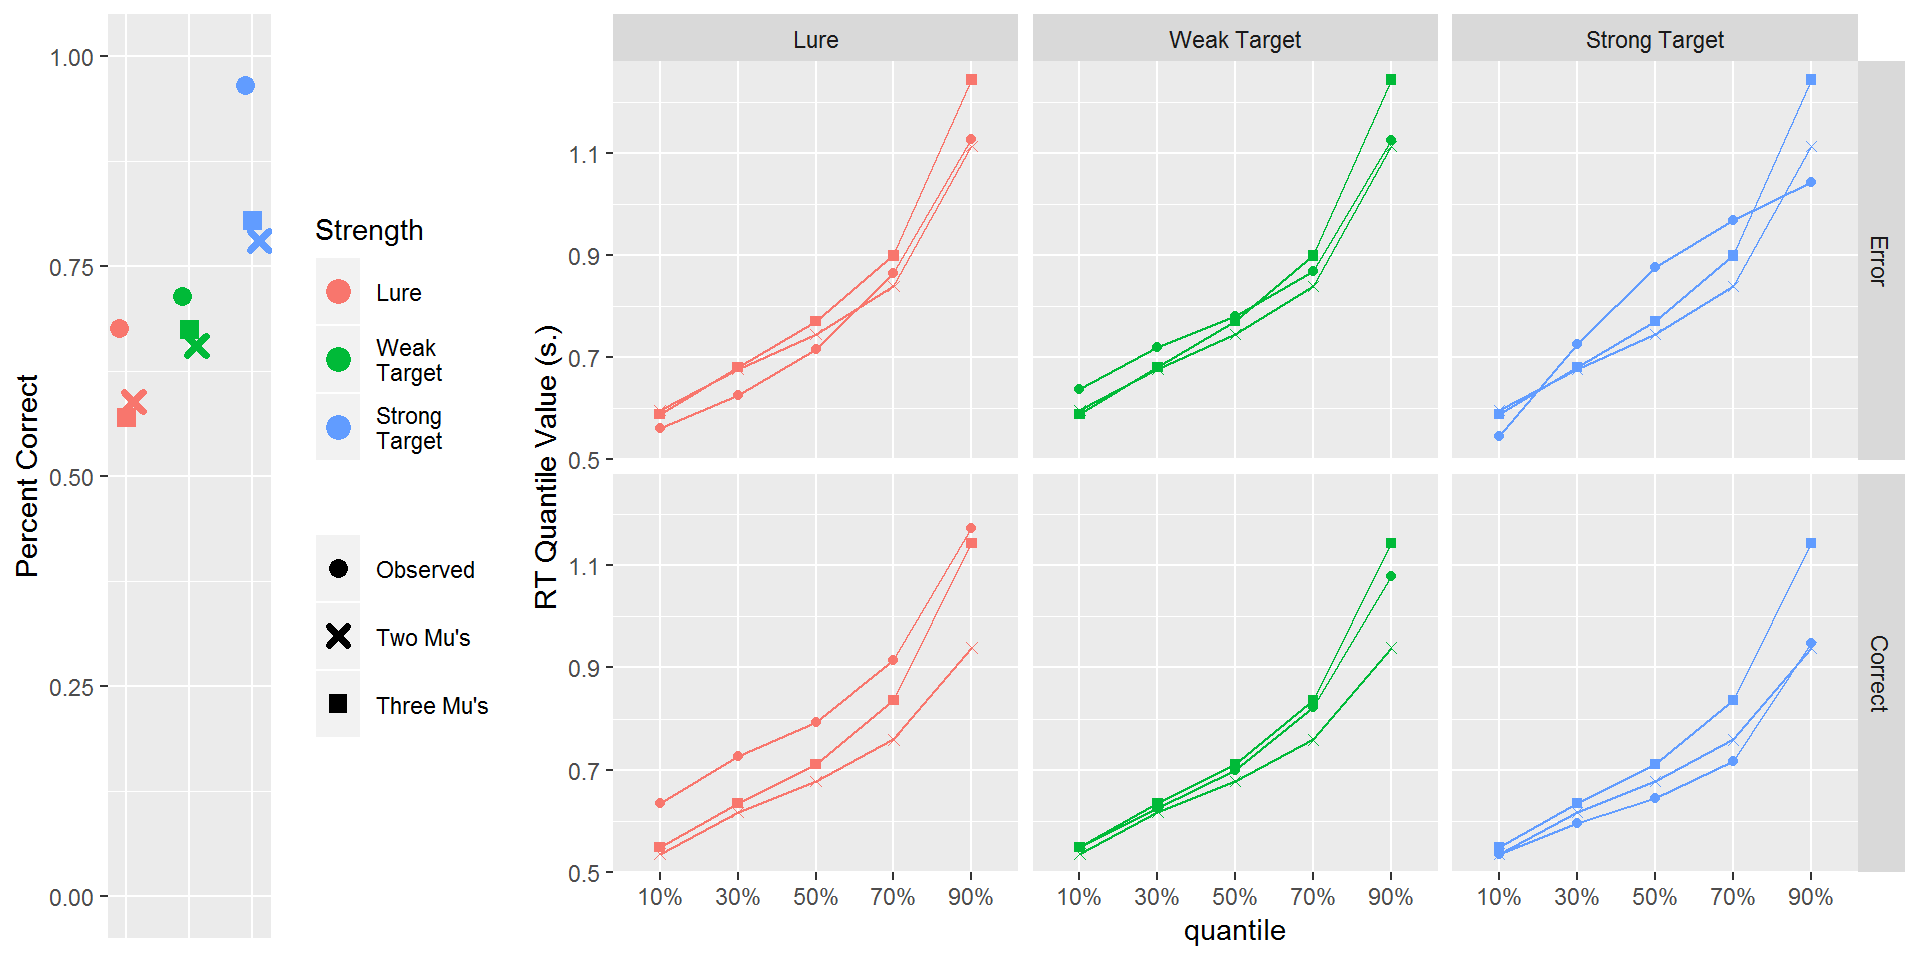 Percent Correct
1.00
0.75
0.50
0.25
0.00
Strength
Lure
Weak
Target
Strong
Target
Observed
Two Mu's
Three Mu's
RT Quantile Value (s.)
Lure
Weak Target
Strong Target
1.1
0.9
0.7
0.5
Error
1.1
0.9
0.7
0.5
Correct
10% 30% 50% 70% 90%
10% 30% 50% 70% 90%
10% 30% 50% 70% 90%
quantile